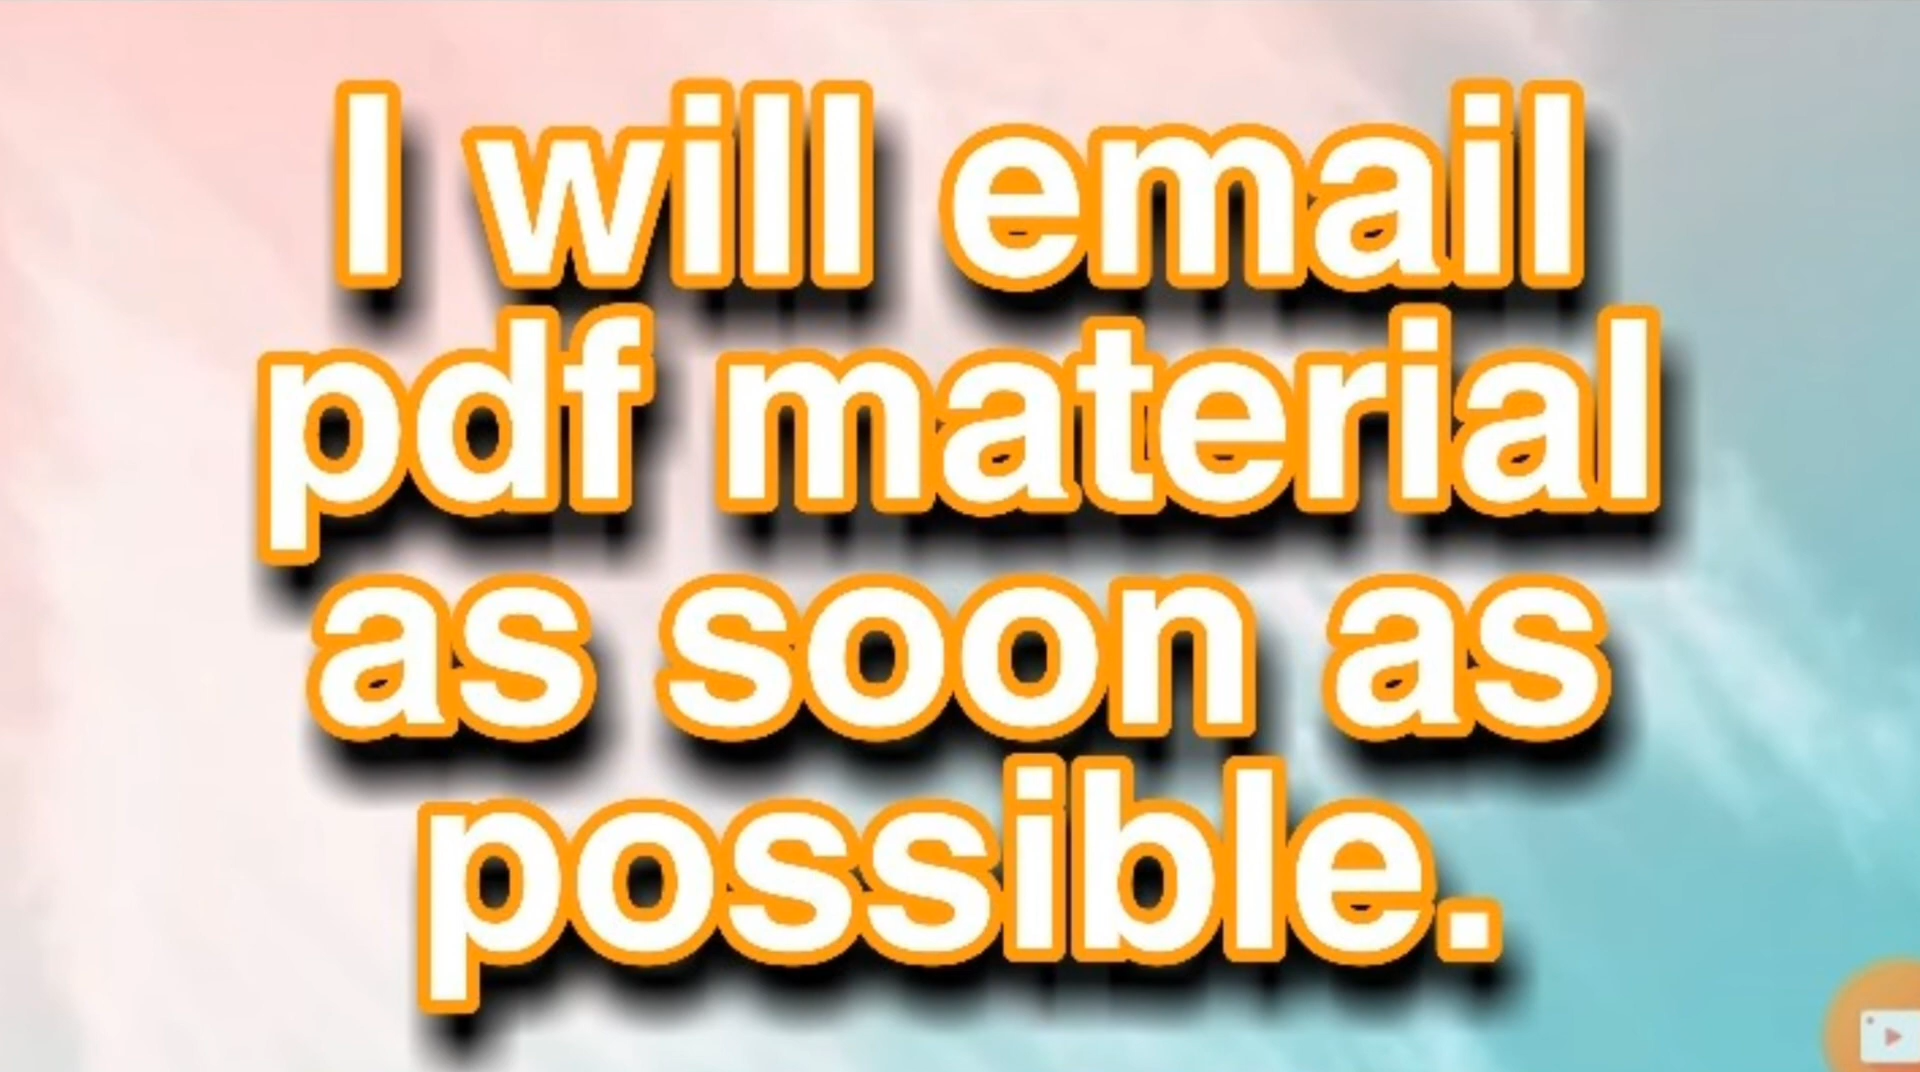 I will email
pdf material
as soon as
possible.